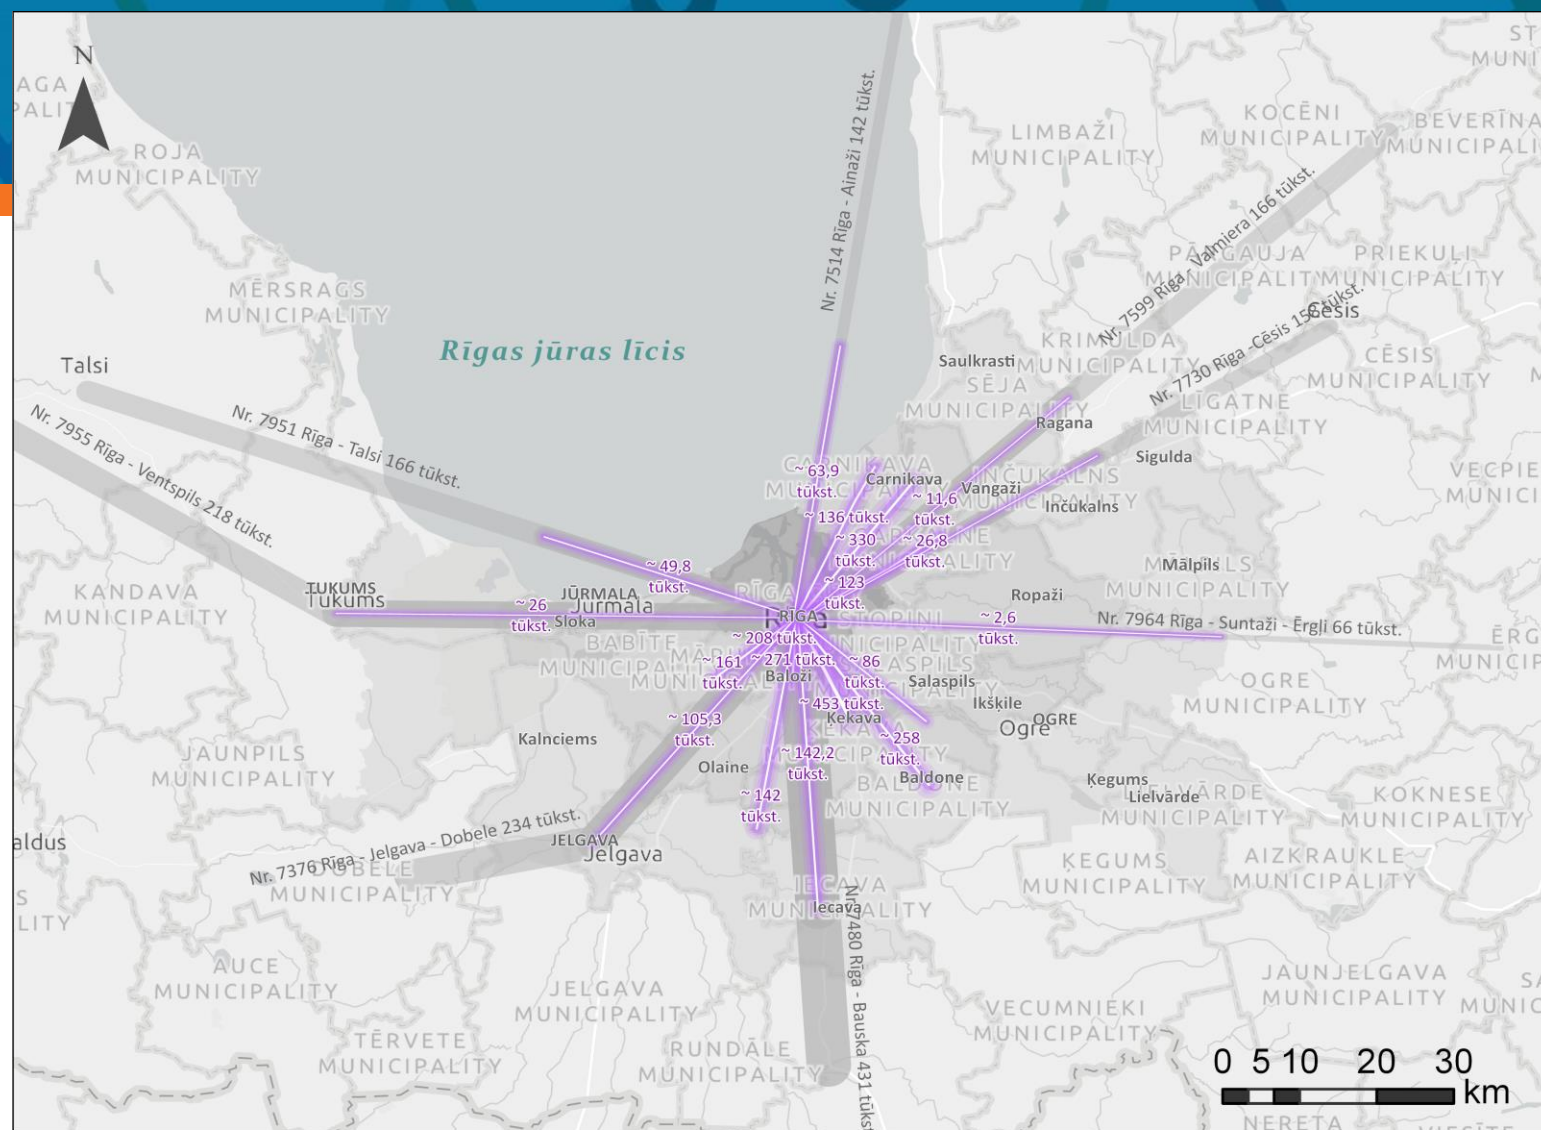 N
AGA
ROJA
MUNICIPALITY
LIMBAŽI
MUNICIPALITY
KOCĒNI
MUNICIPALITY
BEVERĪNA
Nr. 7514 Rīga - Ainaži 142 tūkst.
Nr. 7599 Rīga - Valmiera 166 tūkst.
PRIEKUĻI
MUNICIPALITY
MĒRSRAGS
MUNICIPALITY
Rīgas jūras līcis
Talsi
Nr. 7951 Rīga - Talsi 166 tūkst.
Nr. 7955 Rīga - Ventspils 218 tūkst.
Saulkrasti
KRIMULDA
MUNICIPALITY
SĒJA
MUNICIPALITY
Cēsis
CĒSIS
MUNICIPALITY
LĪGATNE
MUNICIPALITY
Ragana
Sigulda
~ 63,9
tūkst.
Carnikava
Vangaži
Inčukalns
~ 136 tūkst.
~ 11,6
tūkst.
~ 330
tūkst.
~ 26,8
tūkst.
~ 123
tūkst.
Mālpils
Ropaži
KANDAVA
MUNICIPALITY
TUKUMS
Tukums
~ 49,8
tūkst.
JŪRMALA
Jūrmala
Sloka
~ 26
tūkst.
RĪGA
RĪGA
~ 2,6
tūkst.
Nr. 7964 Rīga - Suntaži - Ērgļi 66 tūkst.
BABĪTE
~ 208 tūkst.
~ 161
tūkst.
~ 271 tūkst.
~ 86
tūkst.
Baloži
Salaspils
Ikšķile
OGRE
Ogre
OGRE
MUNICIPALITY
~ 453 tūkst.
Ķekava
~ 105,3
tūkst.
Kalnciems
Olaine
~ 142,2
tūkst.
~ 258
tūkst.
Baldone
~ 142
tūkst.
MUNICIPALITY
JAUNPILS
MUNICIPALITY
Ķegums
Lielvārde
MUNICIPALITY
KOKNESE
MUNICIPALITY
aldus
JELGAVA
Jelgava
Nr. 7376 Rīga - Jelgava - Dobele 234 tūkst.
DOBELE
MUNICIPALITY
ĶEGUMS
MUNICIPALITY
AIZKRAUKLE
MUNICIPALITY
IECAVA
Iecava
Nr. 7480 Rīga - Bauska 431 tūkst
AUCE
MUNICIPALITY
JELGAVA
MUNICIPALITY
JAUNJELGAVA
MUNICIPALITY
VECUMNIEKI
MUNICIPALITY
TĒRVETE
MUNICIPALITY
RUNDĀLE
MUNICIPALITY
0 5 10 20 30
km
NERETA